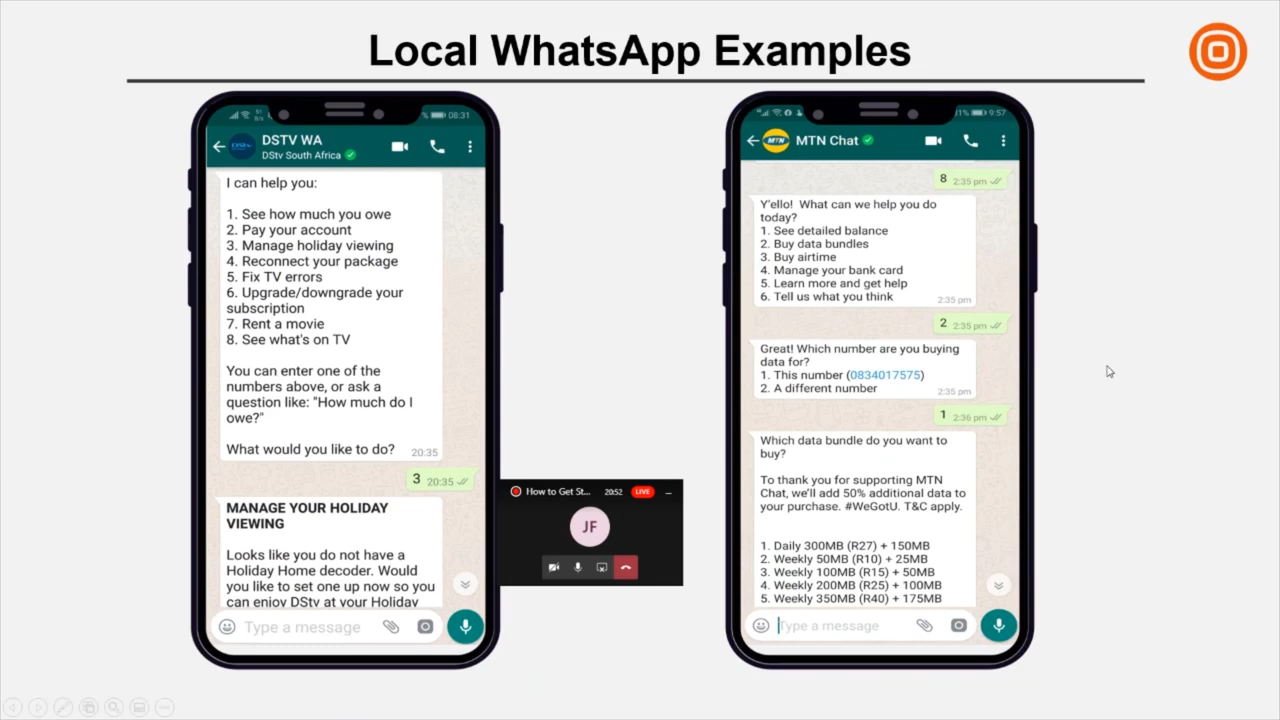 Local WhatsApp Examples
08:31
DSTV WA
DStv South Africa
I can help you:
1. See how much you owe
2. Pay your account
3. Manage holiday viewing
4. Reconnect your package
5. Fix TV errors
6. Upgrade/downgrade your
subscription
7. Rent a movie
8. See what's on TV
You can enter one of the
numbers above, or ask a
question like: "How much do I
owe?"
What would you like to do? 20:35
3 20:35
MANAGE YOUR HOLIDAY
VIEWING
Looks like you do not have a
Holiday Home decoder. Would
you like to set one up now so you
can enjoy DStv at your Holiday
Type a message
How to Get St... 20:52 LIVE
JF
9:57
MTN
MTN Chat
8 2:35 pm
Y'ello! What can we help you do
today?
1. See detailed balance
2. Buy data bundles
3. Buy airtime
4. Manage your bank card
5. Learn more and get help
6. Tell us what you think
2:35 pm
2 2:35 pm
Great! Which number are you buying
data for?
1. This number (0834017575)
2. A different number
2:35 pm
1 2:36 pm
Which data bundle do you want to
buy?
To thank you for supporting MTN
Chat, we'll add 50% additional data to
your purchase. #WeGotU. T&C apply.
1. Daily 300MB (R27) + 150MB
2. Weekly 50MB (R10) + 25MB
3. Weekly 100MB (R15) + 50MB
4. Weekly 200MB (R25) + 100MB
5. Weekly 350MB (R40) + 175MB
Type a message